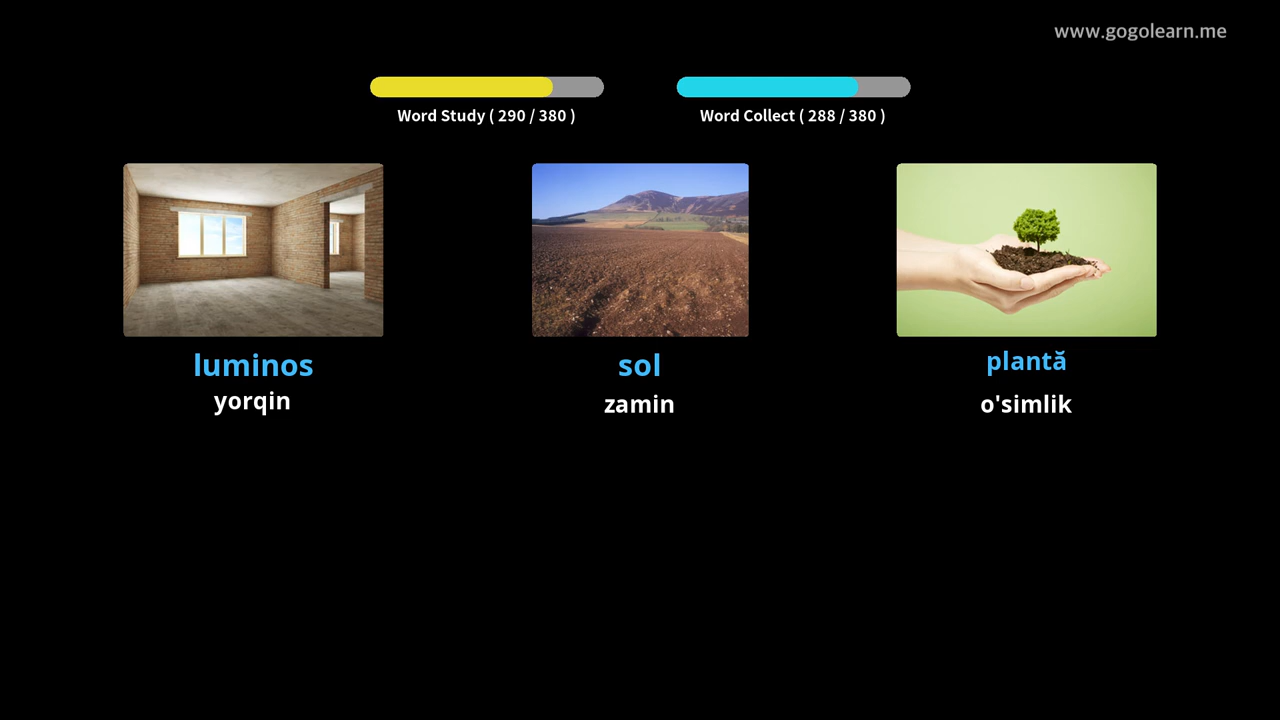 www.gogolearn.me
Word Study ( 290 / 380 )
Word Collect ( 288 / 380 )
luminos
yorqin
sol
zamin
plantă
o'simlik